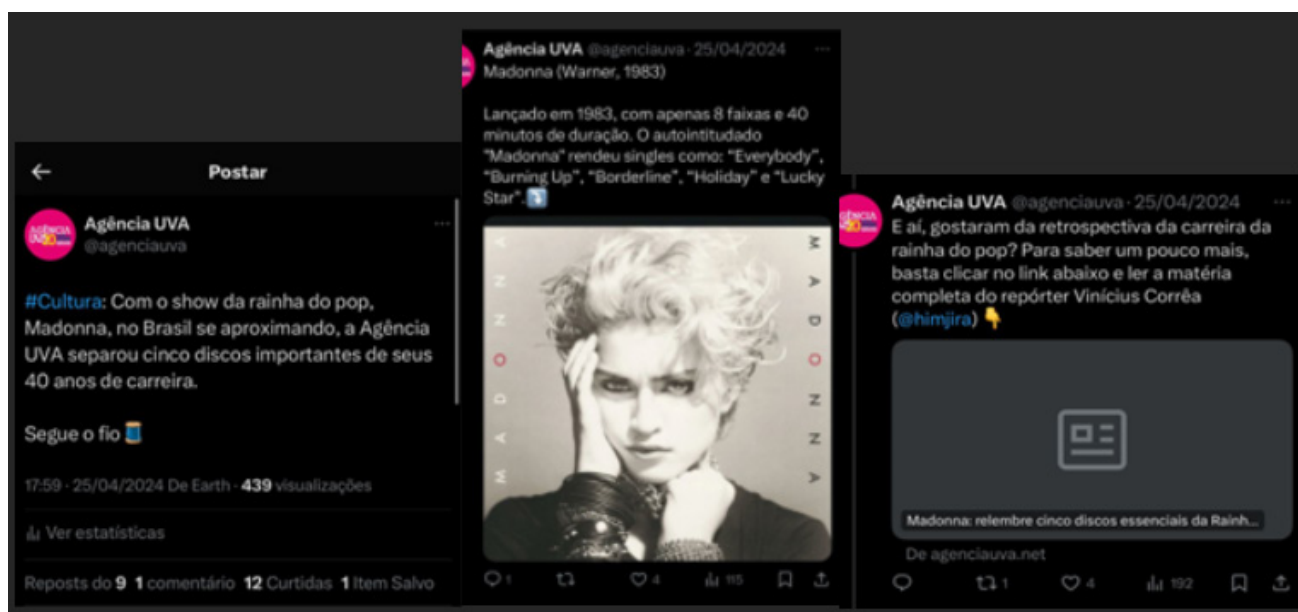 Postar
Agência UVA
@agenciauva
#Cultura: Com o show da rainha do pop,
Madonna, no Brasil se aproximando, a Agência
UVA separou cinco discos importantes de seus
40 anos de carreira.
Segue o fio 🧵
17:59 · 25/04/2024 De Earth · 439 visualizações
Ver estatísticas
Reposts do 9 1 comentário 12 Curtidas 1 Item Salvo
Agência UVA @agenciauva · 25/04/2024
Madonna (Warner, 1983)
Lançado em 1983, com apenas 8 faixas e 40
minutos de duração. O autointitudado
"Madonna" rendeu singles como: "Everybody",
"Burning Up", "Borderline", "Holiday" e "Lucky
Star".⤵️
MADONNA
MADONNA
1 4 115
Agência UVA @agenciauva · 25/04/2024
E aí, gostaram da retrospectiva da carreira da
rainha do pop? Para saber um pouco mais,
basta clicar no link abaixo e ler a matéria
completa do repórter Vinícius Corrêa
(@himjira) 👇
Madonna: relembre cinco discos essenciais da Rainh...
De agenciauva.net
1 4 192